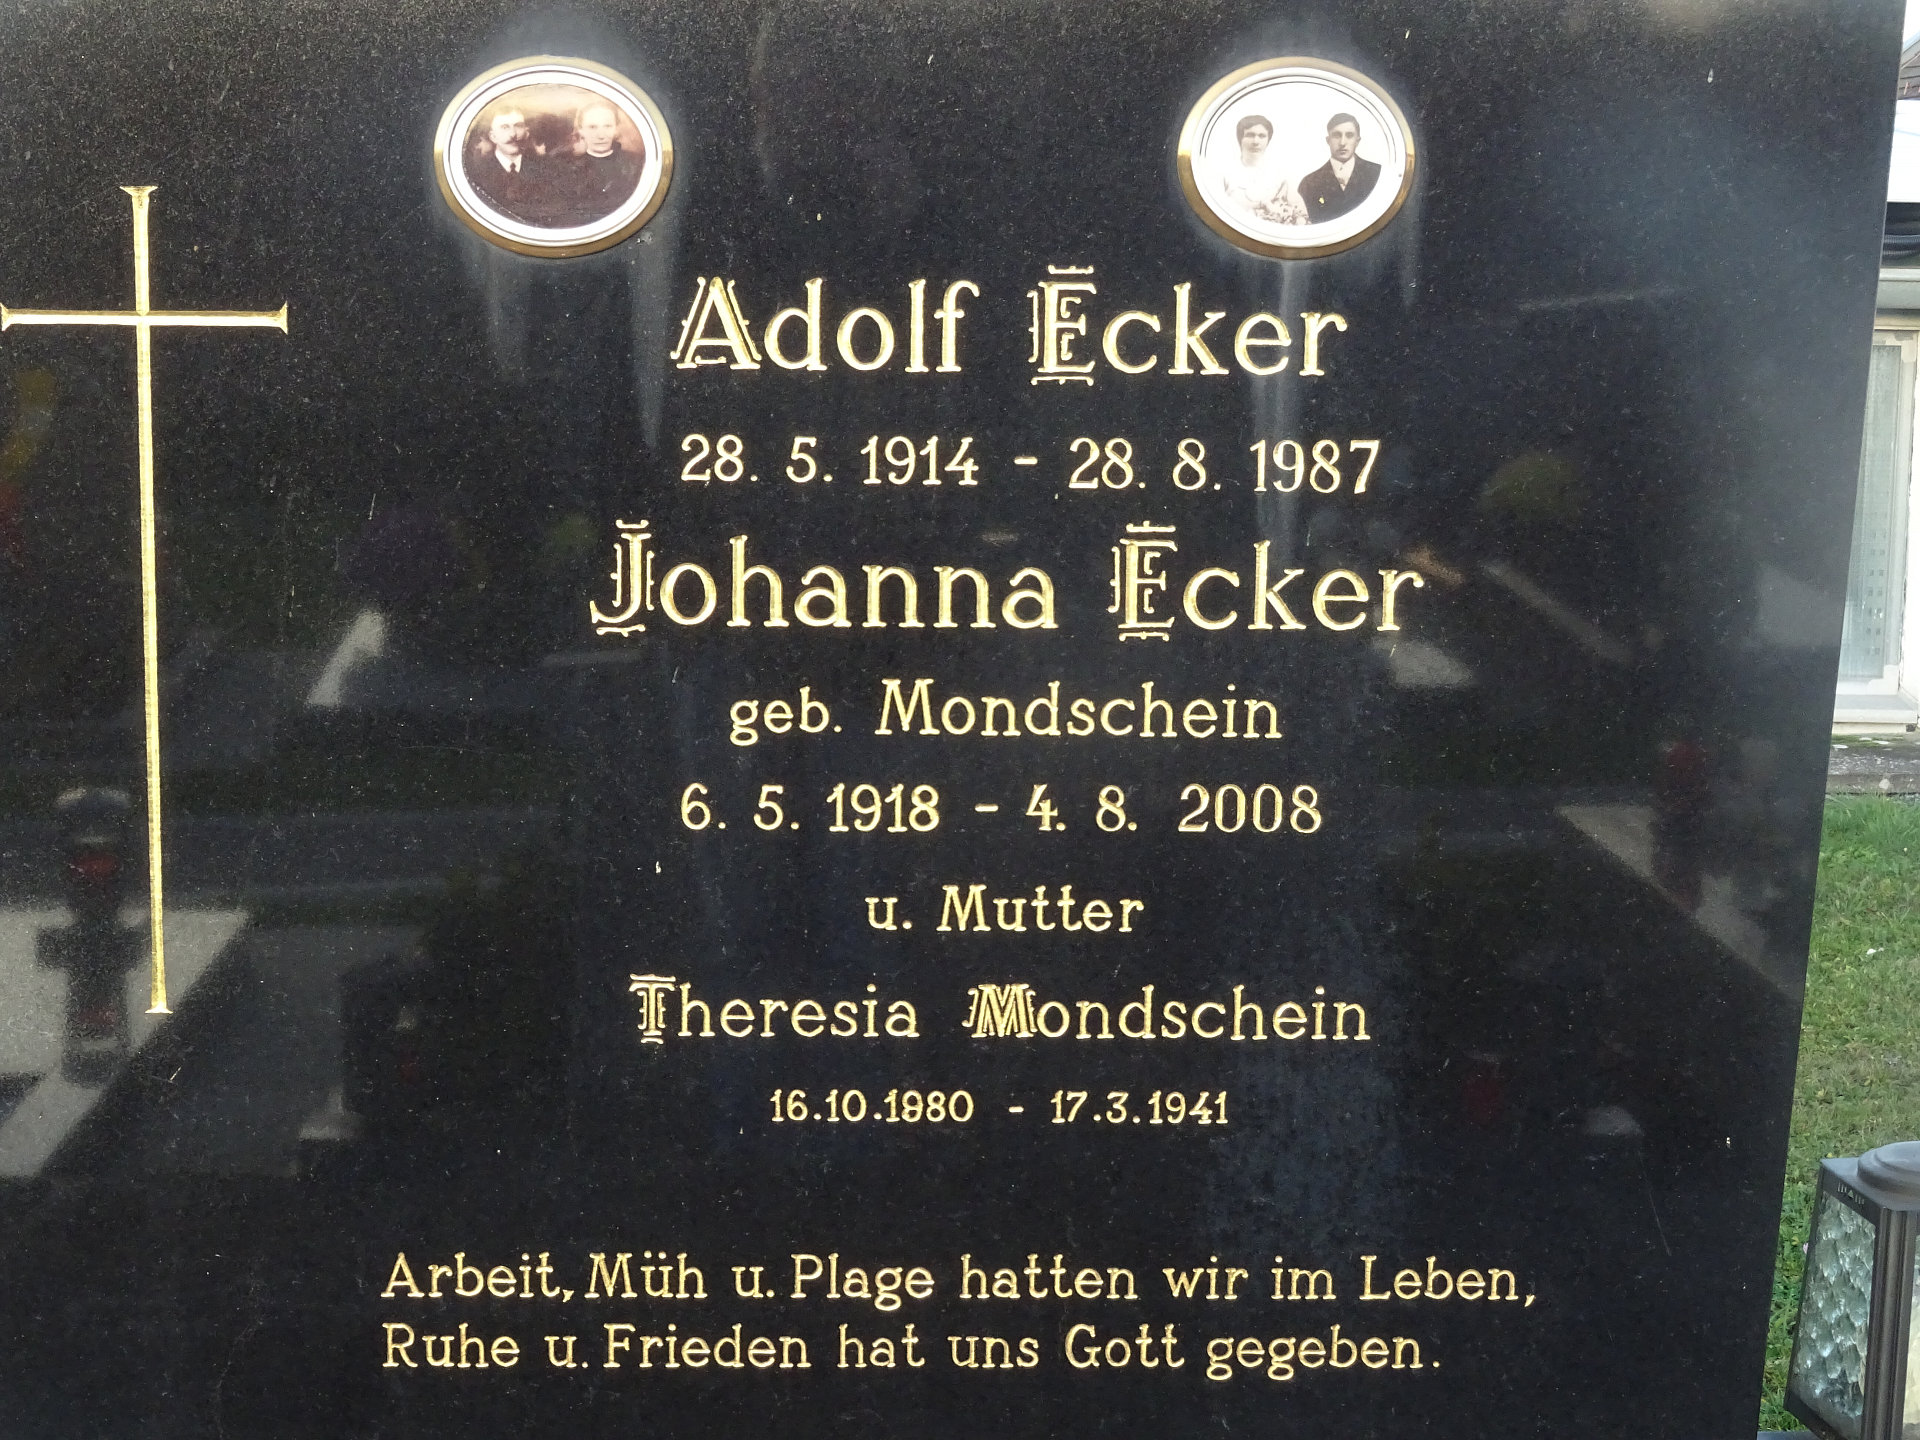 Adolf Ecker
28. 5. 1914 - 28. 8. 1987
Johanna Ecker
geb. Mondschein
6. 5. 1918 - 4. 8. 2008
u. Mutter
Theresia Mondschein
16.10.1880 - 17.3.1941
Arbeit, Müh u. Plage hatten wir im Leben,
Ruhe u. Frieden hat uns Gott gegeben.